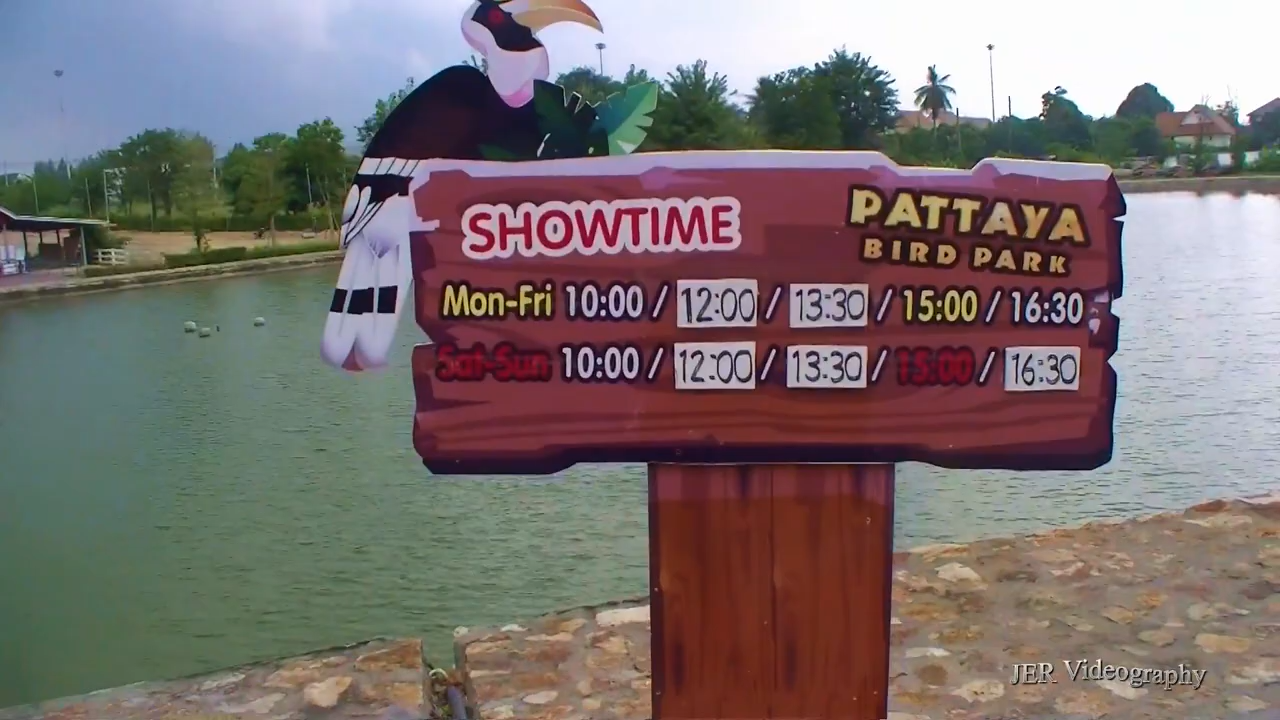 SHOWTIME
PATTAYA
BIRD PARK
Mon-Fri 10:00 / 12:00 / 13:30 / 15:00 / 16:30
Sat-Sun 10:00 / 12:00 / 13:30 / 15:00 / 16:30
JER Videography